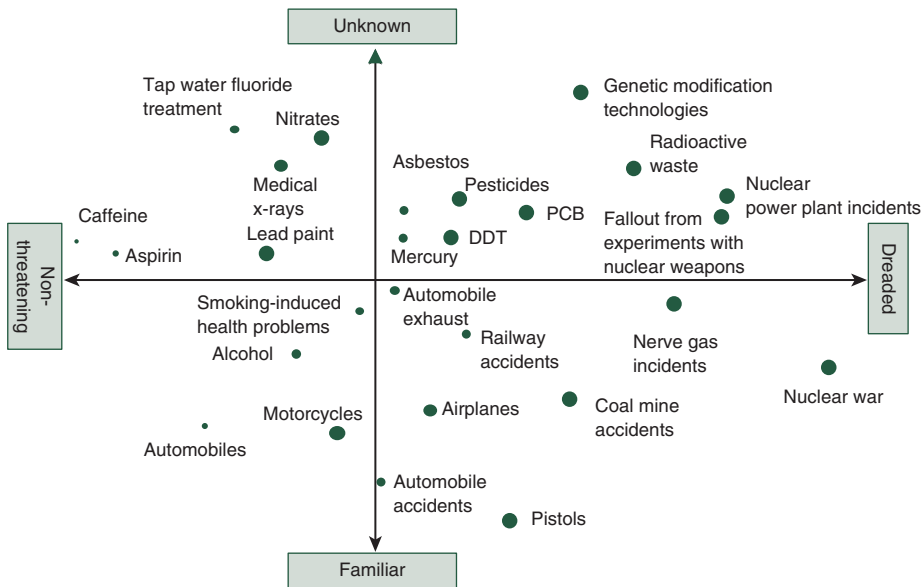 Unknown
Tap water fluoride
treatment
Nitrates
Genetic modification
technologies
Radioactive
waste
Asbestos
Medical
x-rays
Pesticides
PCB
Nuclear
power plant incidents
Caffeine
Aspirin
Lead paint
Mercury
DDT
Fallout from
experiments with
nuclear weapons
Non-
threatening
Dreaded
Smoking-induced
health problems
Automobile
exhaust
Alcohol
Railway
accidents
Nerve gas
incidents
Nuclear war
Motorcycles
Airplanes
Coal mine
accidents
Automobiles
Automobile
accidents
Pistols
Familiar